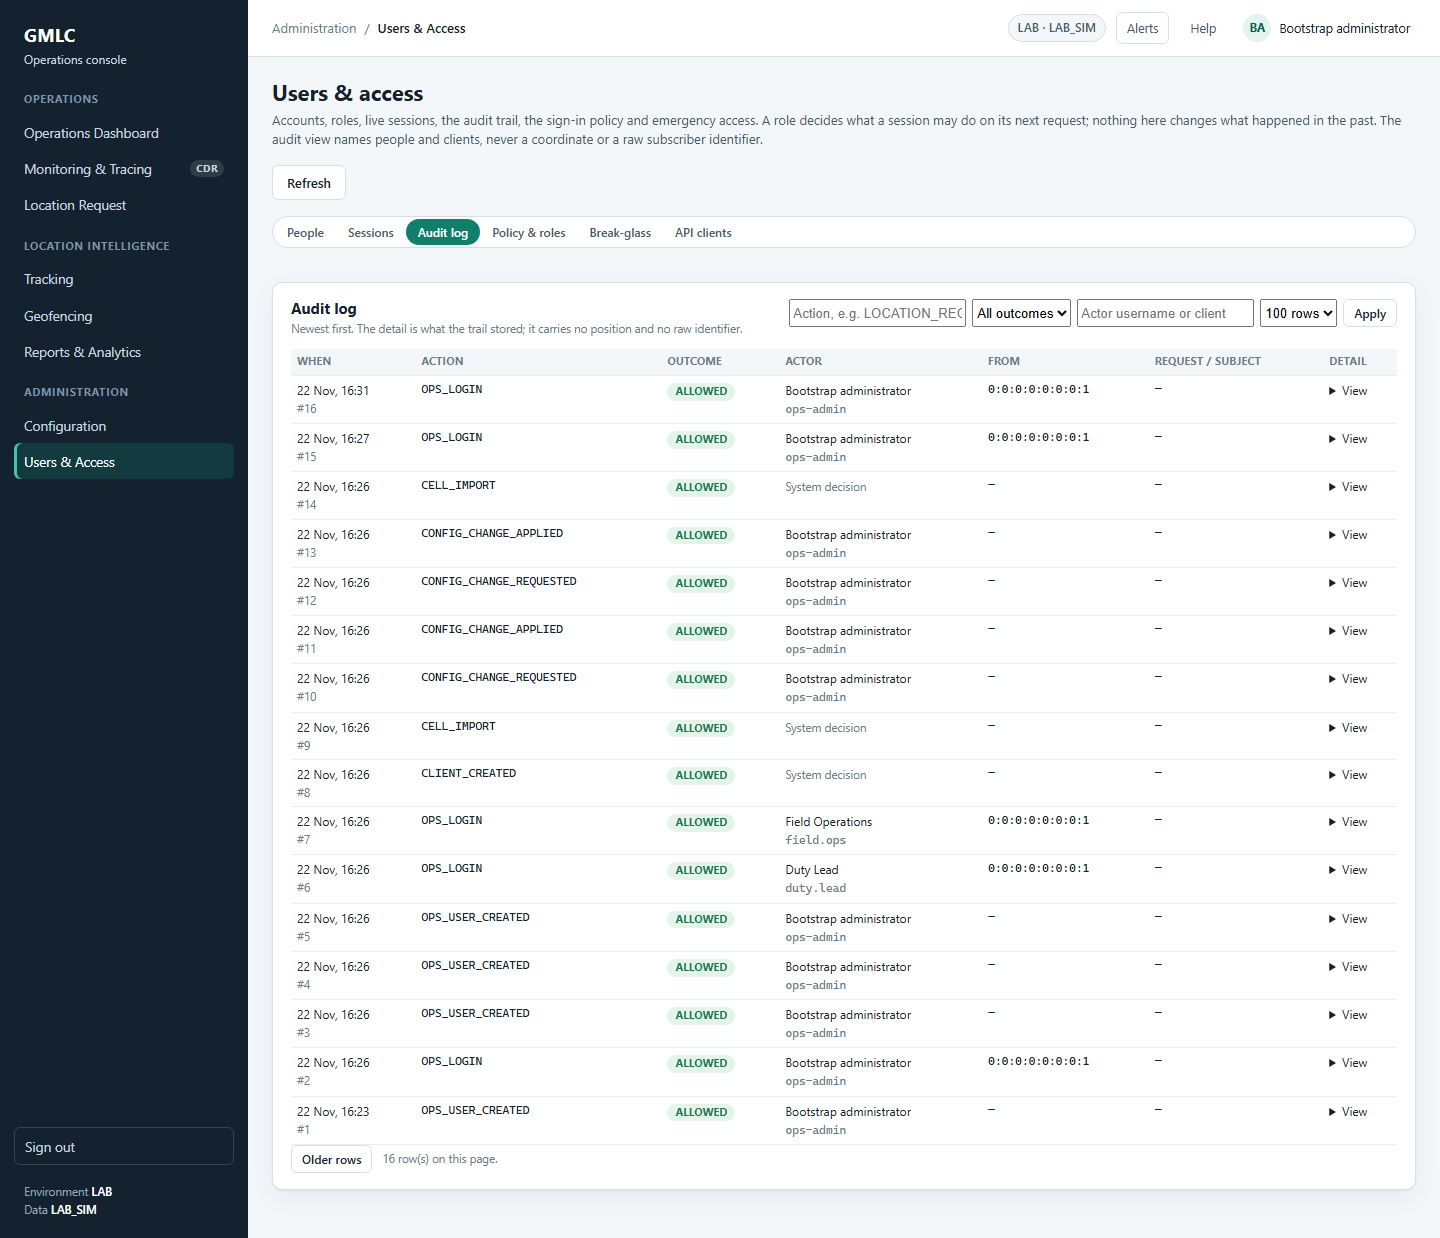 GMLC
Operations console
OPERATIONS
Operations Dashboard
Monitoring & Tracing CDR
Location Request
LOCATION INTELLIGENCE
Tracking
Geofencing
Reports & Analytics
ADMINISTRATION
Configuration
Users & Access
Sign out
Environment LAB
Data LAB_SIM
Administration / Users & Access
LAB · LAB_SIM Alerts Help BA Bootstrap administrator
Users & access
Accounts, roles, live sessions, the audit trail, the sign-in policy and emergency access. A role decides what a session may do on its next request; nothing here changes what happened in the past. The
audit view names people and clients, never a coordinate or a raw subscriber identifier.
Refresh
People Sessions Audit log Policy & roles Break-glass API clients
Audit log
Newest first. The detail is what the trail stored; it carries no position and no raw identifier.
Action, e.g. LOCATION_REC All outcomes Actor username or client 100 rows Apply
WHEN ACTION OUTCOME ACTOR FROM REQUEST / SUBJECT DETAIL
22 Nov, 16:31 OPS_LOGIN ALLOWED Bootstrap administrator 0:0:0:0:0:0:0:1 – ▶ View
#16 ops-admin
22 Nov, 16:27 OPS_LOGIN ALLOWED Bootstrap administrator 0:0:0:0:0:0:0:1 – ▶ View
#15 ops-admin
22 Nov, 16:26 CELL_IMPORT ALLOWED System decision – – ▶ View
#14
22 Nov, 16:26 CONFIG_CHANGE_APPLIED ALLOWED Bootstrap administrator – – ▶ View
#13 ops-admin
22 Nov, 16:26 CONFIG_CHANGE_REQUESTED ALLOWED Bootstrap administrator – – ▶ View
#12 ops-admin
22 Nov, 16:26 CONFIG_CHANGE_APPLIED ALLOWED Bootstrap administrator – – ▶ View
#11 ops-admin
22 Nov, 16:26 CONFIG_CHANGE_REQUESTED ALLOWED Bootstrap administrator – – ▶ View
#10 ops-admin
22 Nov, 16:26 CELL_IMPORT ALLOWED System decision – – ▶ View
#9
22 Nov, 16:26 CLIENT_CREATED ALLOWED System decision – – ▶ View
#8
22 Nov, 16:26 OPS_LOGIN ALLOWED Field Operations 0:0:0:0:0:0:0:1 – ▶ View
#7 field.ops
22 Nov, 16:26 OPS_LOGIN ALLOWED Duty Lead 0:0:0:0:0:0:0:1 – ▶ View
#6 duty.lead
22 Nov, 16:26 OPS_USER_CREATED ALLOWED Bootstrap administrator – – ▶ View
#5 ops-admin
22 Nov, 16:26 OPS_USER_CREATED ALLOWED Bootstrap administrator – – ▶ View
#4 ops-admin
22 Nov, 16:26 OPS_USER_CREATED ALLOWED Bootstrap administrator – – ▶ View
#3 ops-admin
22 Nov, 16:26 OPS_LOGIN ALLOWED Bootstrap administrator 0:0:0:0:0:0:0:1 – ▶ View
#2 ops-admin
22 Nov, 16:23 OPS_USER_CREATED ALLOWED Bootstrap administrator – – ▶ View
#1 ops-admin
Older rows 16 row(s) on this page.